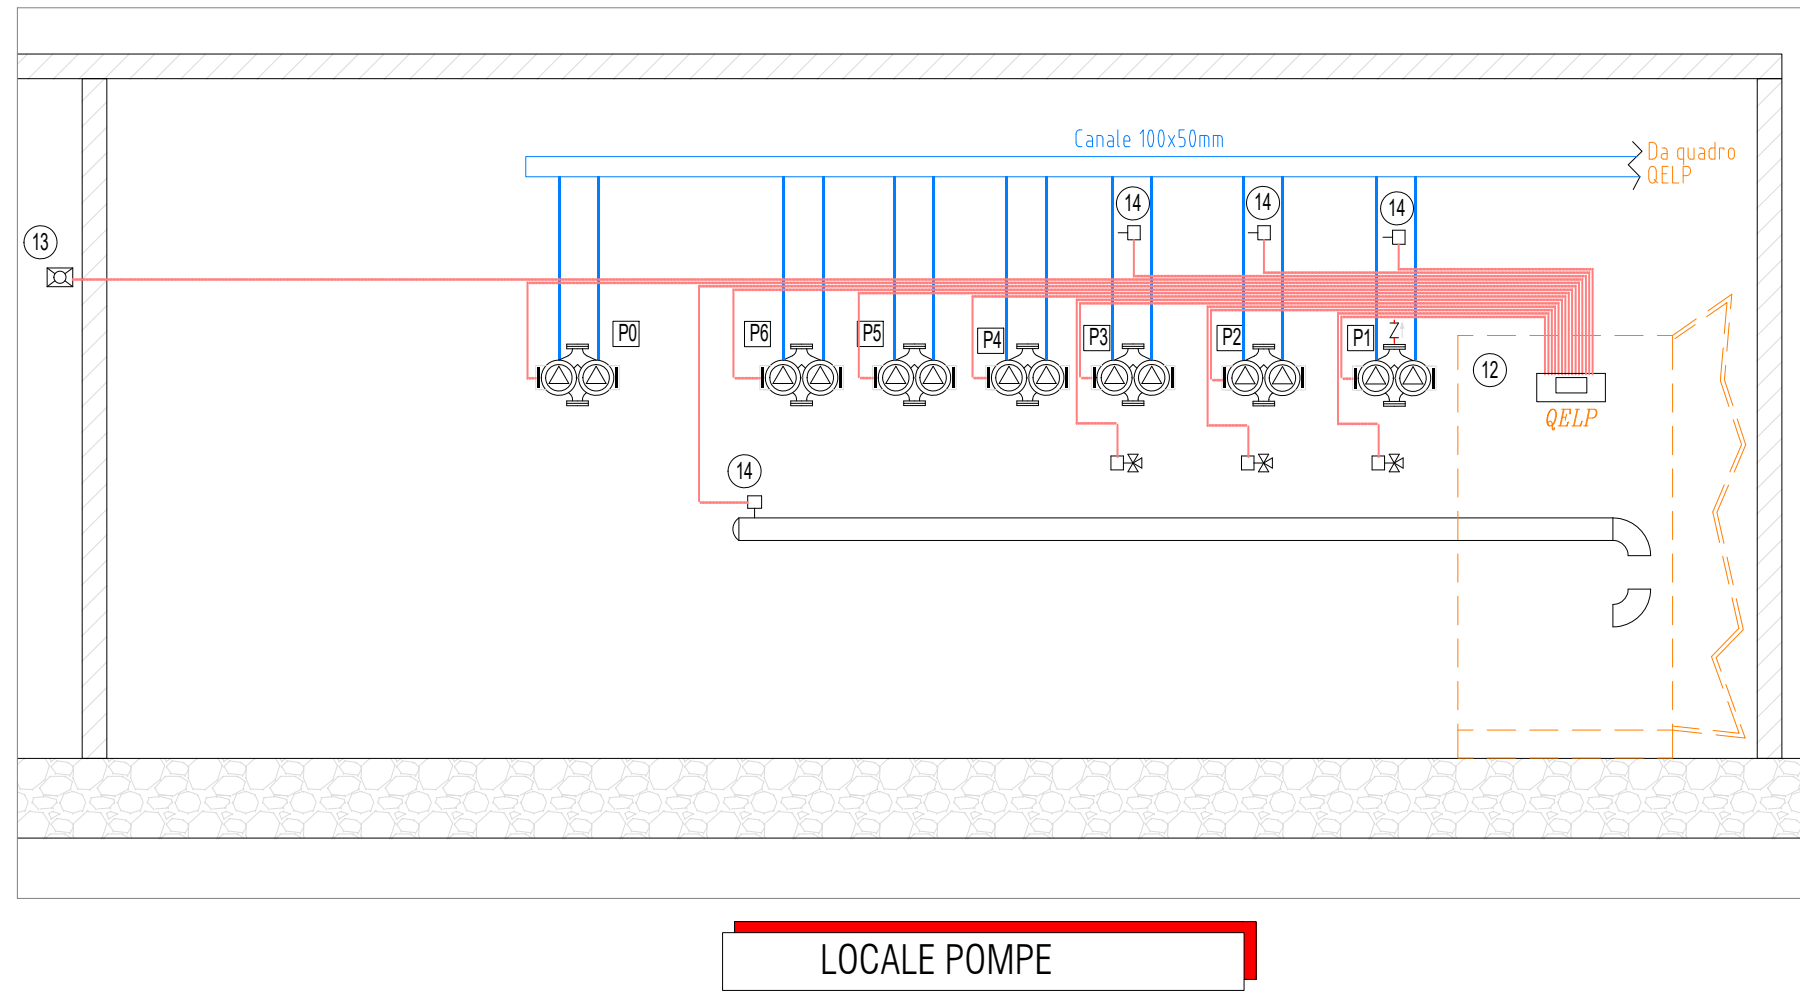 Canale 100x50mm
Da quadro
QELP
14
14
14
13
P0
P6
P5
P4
P3
P2
P1
12
QELP
14
LOCALE POMPE